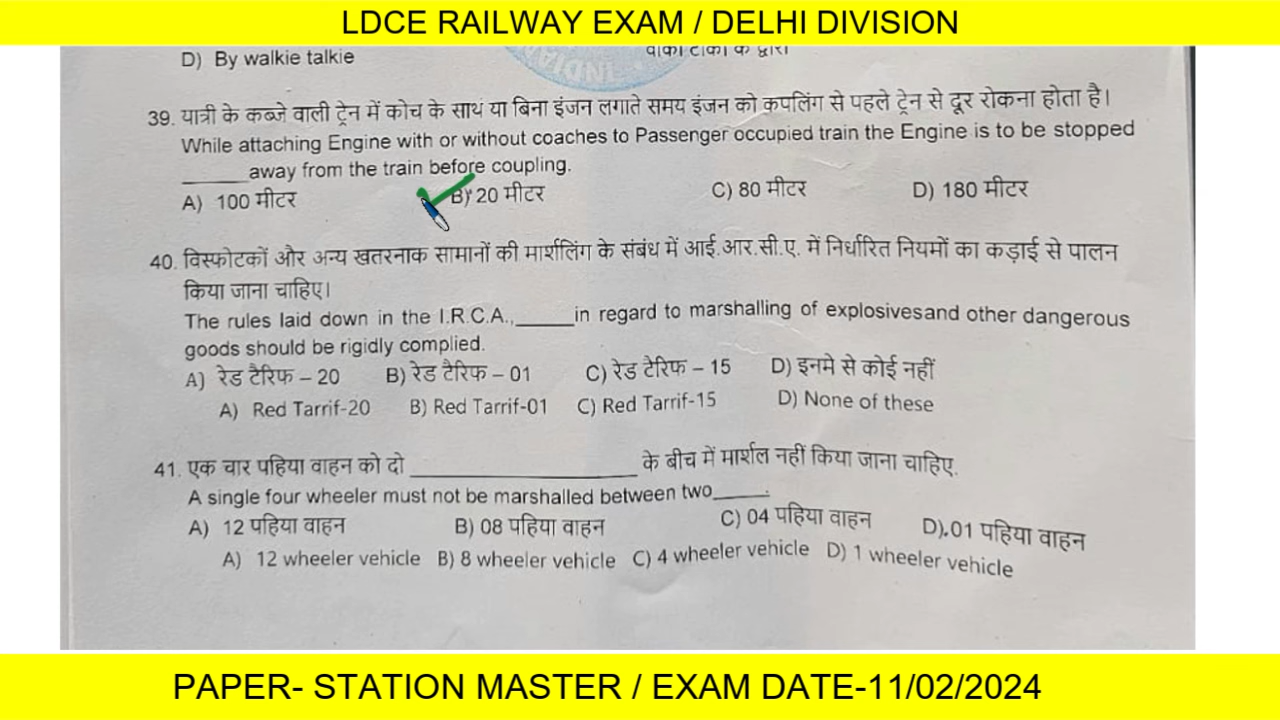 LDCE RAILWAY EXAM / DELHI DIVISION
D) By walkie talkie
वाकी टाकी के द्वारा
39. यात्री के कब्जे वाली ट्रेन में कोच के साथ या बिना इंजन लगाते समय इंजन को कपलिंग से पहले ट्रेन से दूर रोकना होता है।
While attaching Engine with or without coaches to Passenger occupied train the Engine is to be stopped
______away from the train before coupling.
A) 100 मीटर B) 20 मीटर C) 80 मीटर D) 180 मीटर
40. विस्फोटकों और अन्य खतरनाक सामानों की मार्शलिंग के संबंध में आई.आर.सी.ए. में निर्धारित नियमों का कड़ाई से पालन
किया जाना चाहिए।
The rules laid down in the I.R.C.A.,_____in regard to marshalling of explosivesand other dangerous
goods should be rigidly complied.
A) रेड टैरिफ – 20 B) रेड टैरिफ – 01 C) रेड टैरिफ – 15 D) इनमे से कोई नहीं
A) Red Tarrif-20 B) Red Tarrif-01 C) Red Tarrif-15 D) None of these
41. एक चार पहिया वाहन को दो ____________________ के बीच में मार्शल नहीं किया जाना चाहिए.
A single four wheeler must not be marshalled between two_____.
A) 12 पहिया वाहन B) 08 पहिया वाहन C) 04 पहिया वाहन D).01 पहिया वाहन
A) 12 wheeler vehicle B) 8 wheeler vehicle C) 4 wheeler vehicle D) 1 wheeler vehicle
PAPER- STATION MASTER / EXAM DATE-11/02/2024